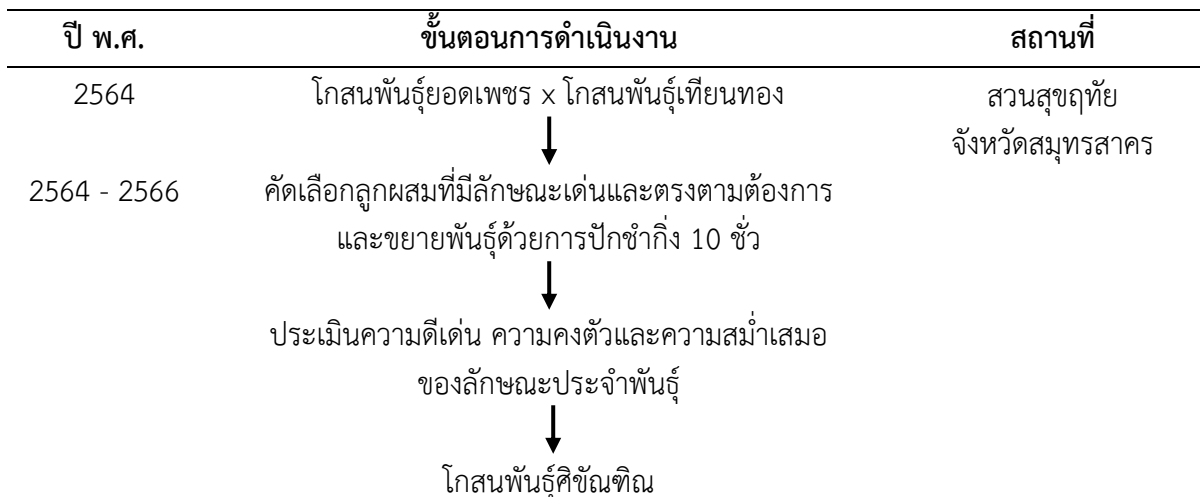 ปี พ.ศ. ขั้นตอนการดำเนินงาน สถานที่
2564 โกสนพันธุ์ยอดเพชร x โกสนพันธุ์เทียนทอง สวนสุขฤทัย
จังหวัดสมุทรสาคร
2564 - 2566 คัดเลือกลูกผสมที่มีลักษณะเด่นและตรงตามต้องการ
และขยายพันธุ์ด้วยการปักชำกิ่ง 10 ชั่ว
ประเมินความดีเด่น ความคงตัวและความสม่ำเสมอ
ของลักษณะประจำพันธุ์
โกสนพันธุ์ศิขัณฑิณ